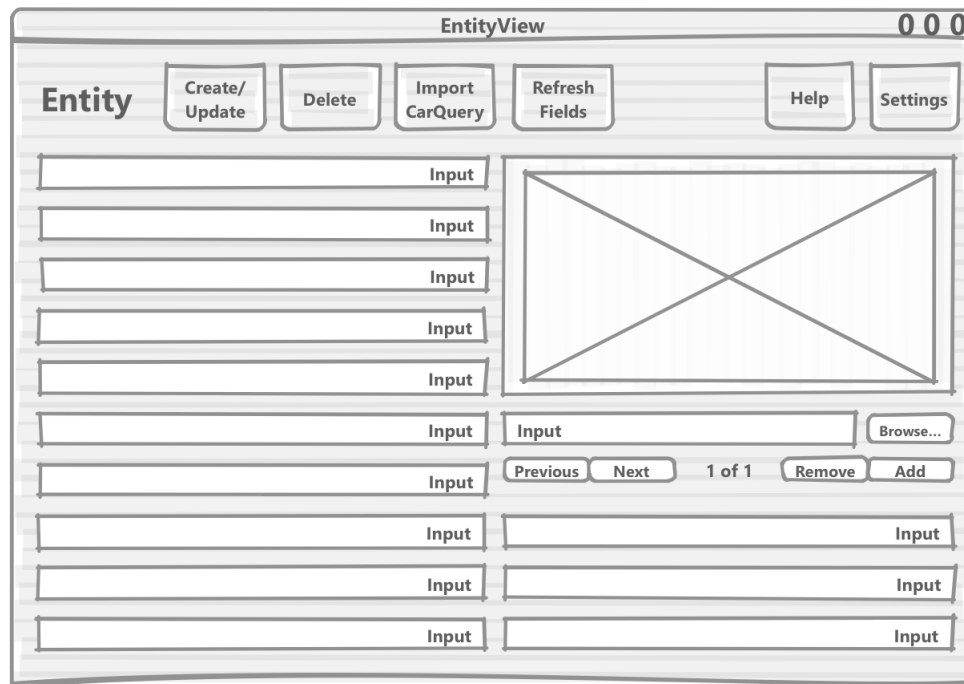 EntityView
0 0 0
Entity
Create/
Update
Delete
Import
CarQuery
Refresh
Fields
Help
Settings
Input
Input
Input
Input
Input
Input
Input Browse...
Previous Next 1 of 1 Remove Add
Input
Input Input
Input Input
Input Input